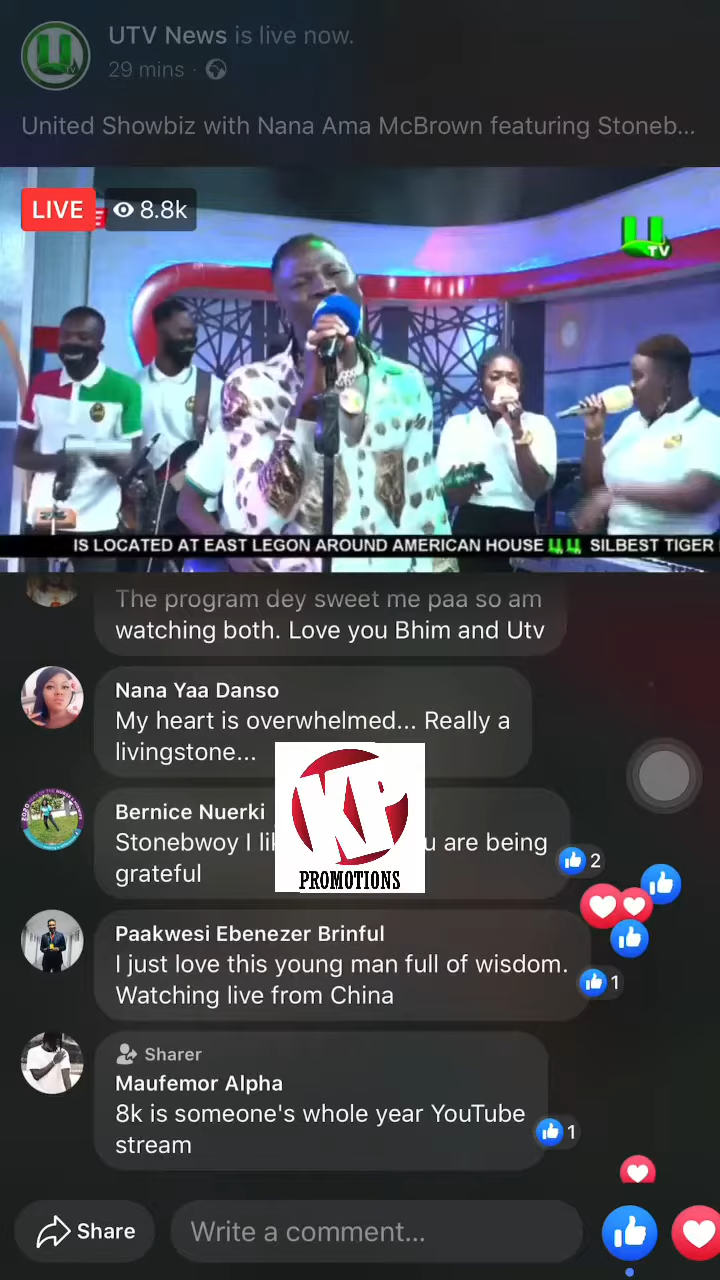 UTV News is live now.
29 mins ·
United Showbiz with Nana Ama McBrown featuring Stoneb...
LIVE
8.8k
U
TV
IS LOCATED AT EAST LEGON AROUND AMERICAN HOUSE SILBEST TIGER
The program dey sweet me paa so am
watching both. Love you Bhim and Utv
Nana Yaa Danso
My heart is overwhelmed... Really a
livingstone...
Bernice Nuerki
Stonebwoy I are being
grateful
2
KP
PROMOTIONS
Paakwesi Ebenezer Brinful
I just love this young man full of wisdom.
Watching live from China
1
Sharer
Maufemor Alpha
8k is someone's whole year YouTube
stream
1
Share
Write a comment...